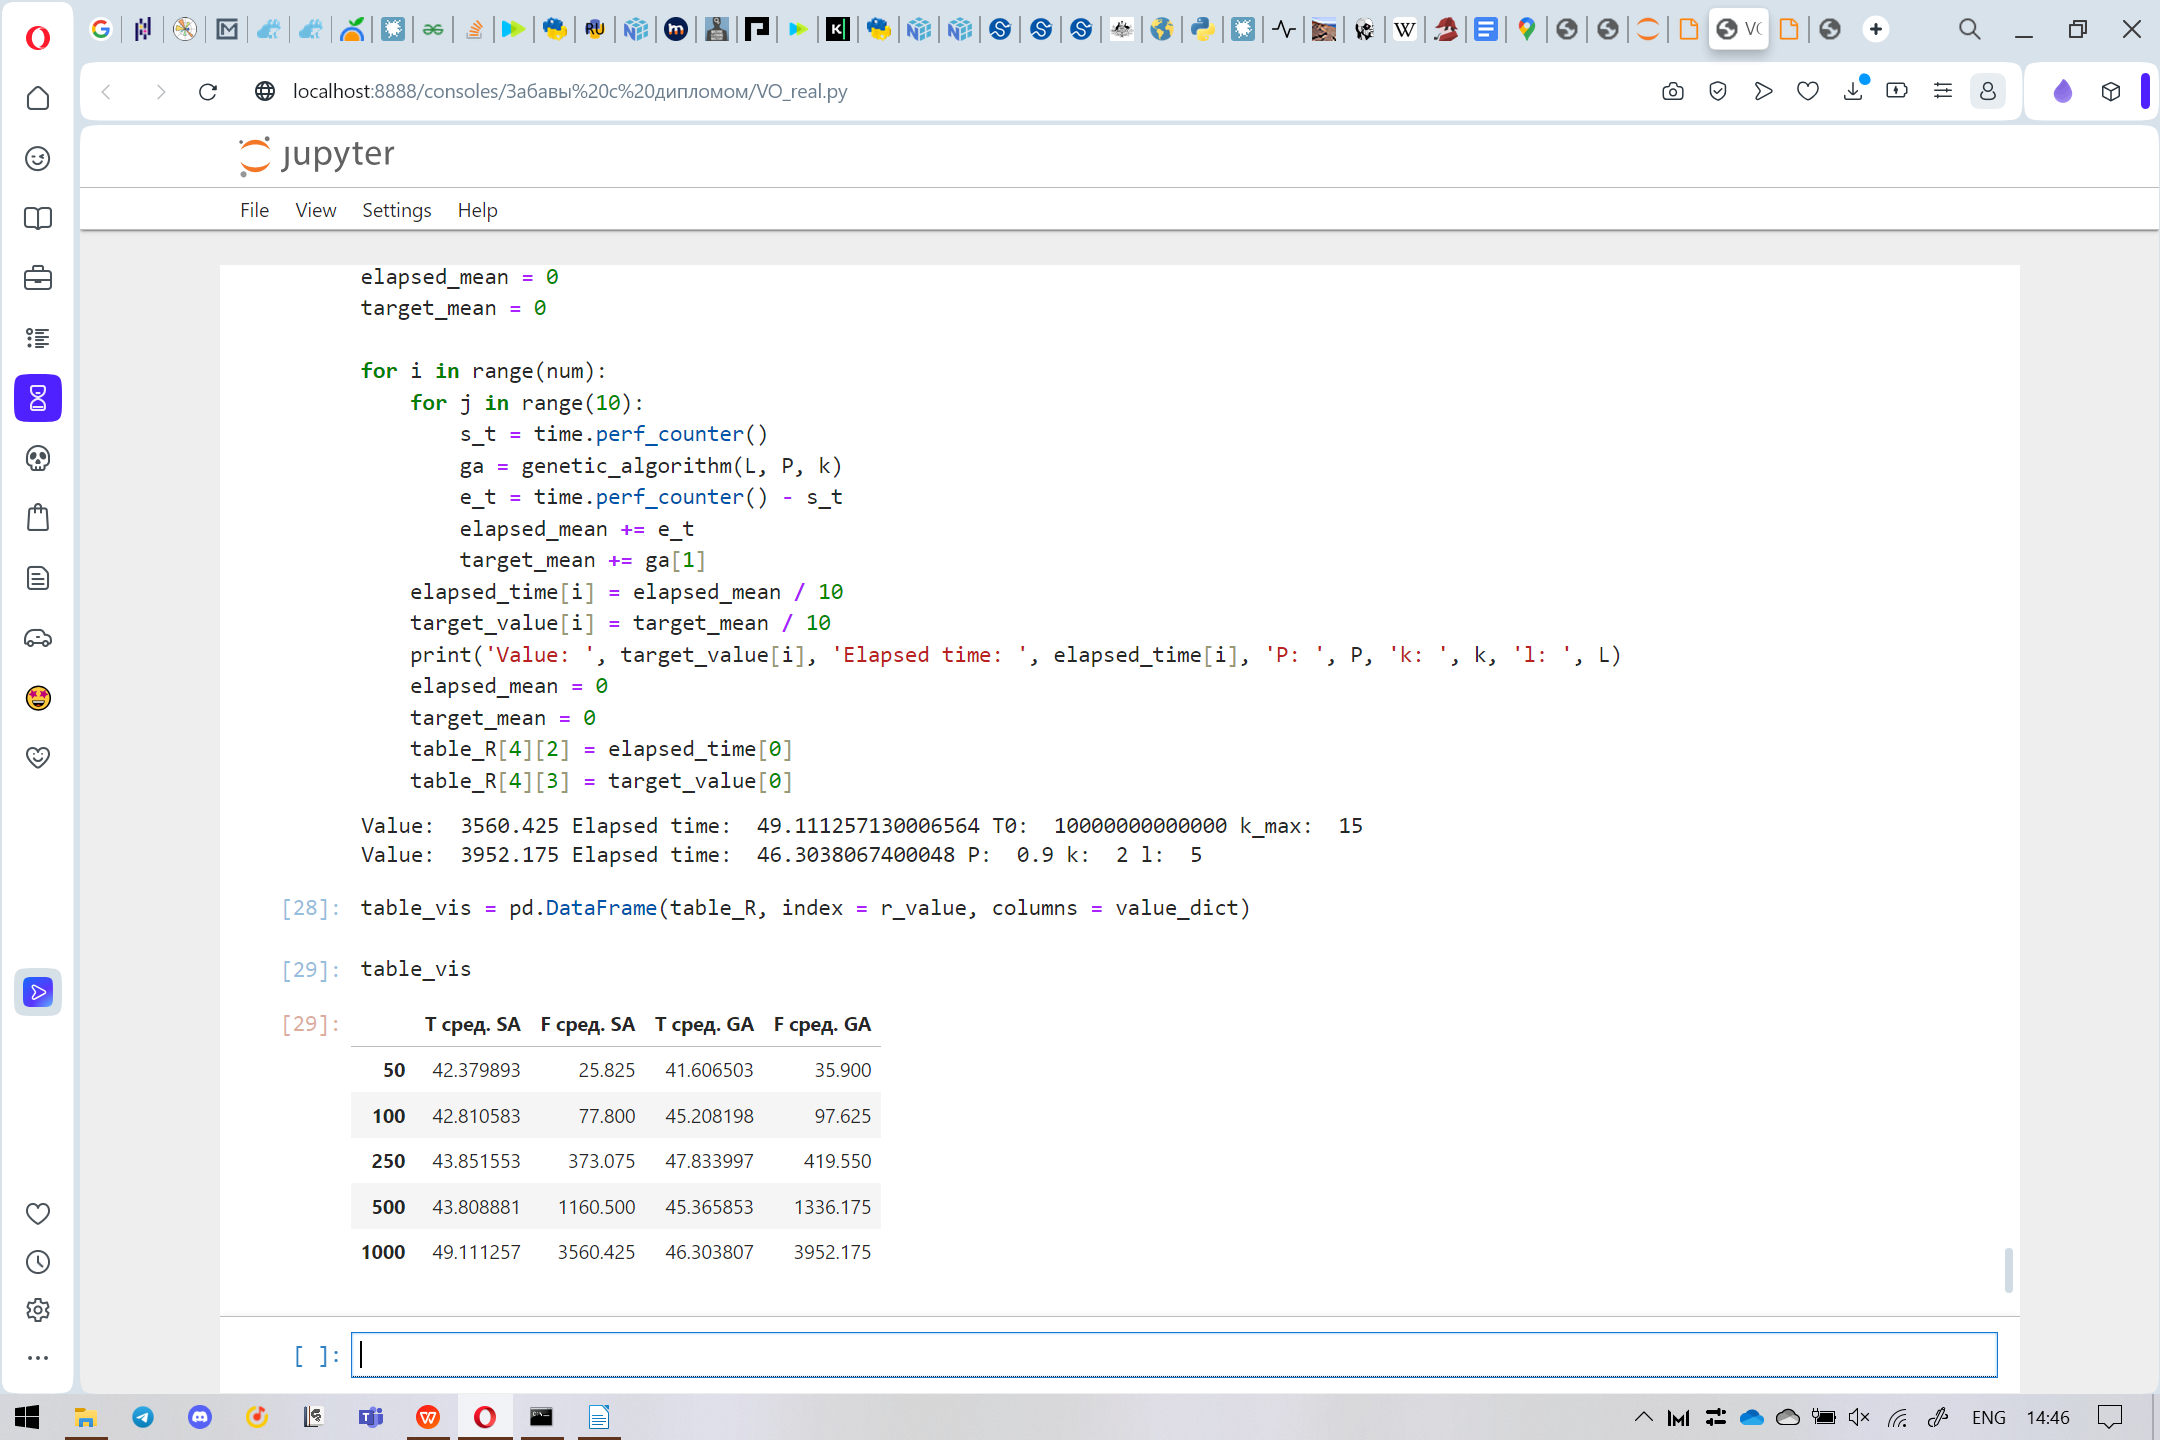 VC
localhost:8888/consoles/Забавы%20с%20дипломом/VO_real.py
jupyter
File View Settings Help
elapsed_mean = 0
target_mean = 0
for i in range(num):
for j in range(10):
s_t = time.perf_counter()
ga = genetic_algorithm(L, P, k)
e_t = time.perf_counter() - s_t
elapsed_mean += e_t
target_mean += ga[1]
elapsed_time[i] = elapsed_mean / 10
target_value[i] = target_mean / 10
print('Value: ', target_value[i], 'Elapsed time: ', elapsed_time[i], 'P: ', P, 'k: ', k, 'l: ', L)
elapsed_mean = 0
target_mean = 0
table_R[4][2] = elapsed_time[0]
table_R[4][3] = target_value[0]
Value:  3560.425 Elapsed time:  49.111257130006564 T0:  10000000000000 k_max:  15
Value:  3952.175 Elapsed time:  46.3038067400048 P:  0.9 k:  2 l:  5
[28]: table_vis = pd.DataFrame(table_R, index = r_value, columns = value_dict)
[29]: table_vis
[29]: T сред. SA F сред. SA T сред. GA F сред. GA
50 42.379893 25.825 41.606503 35.900
100 42.810583 77.800 45.208198 97.625
250 43.851553 373.075 47.833997 419.550
500 43.808881 1160.500 45.365853 1336.175
1000 49.111257 3560.425 46.303807 3952.175
[ ]:
ENG 14:46